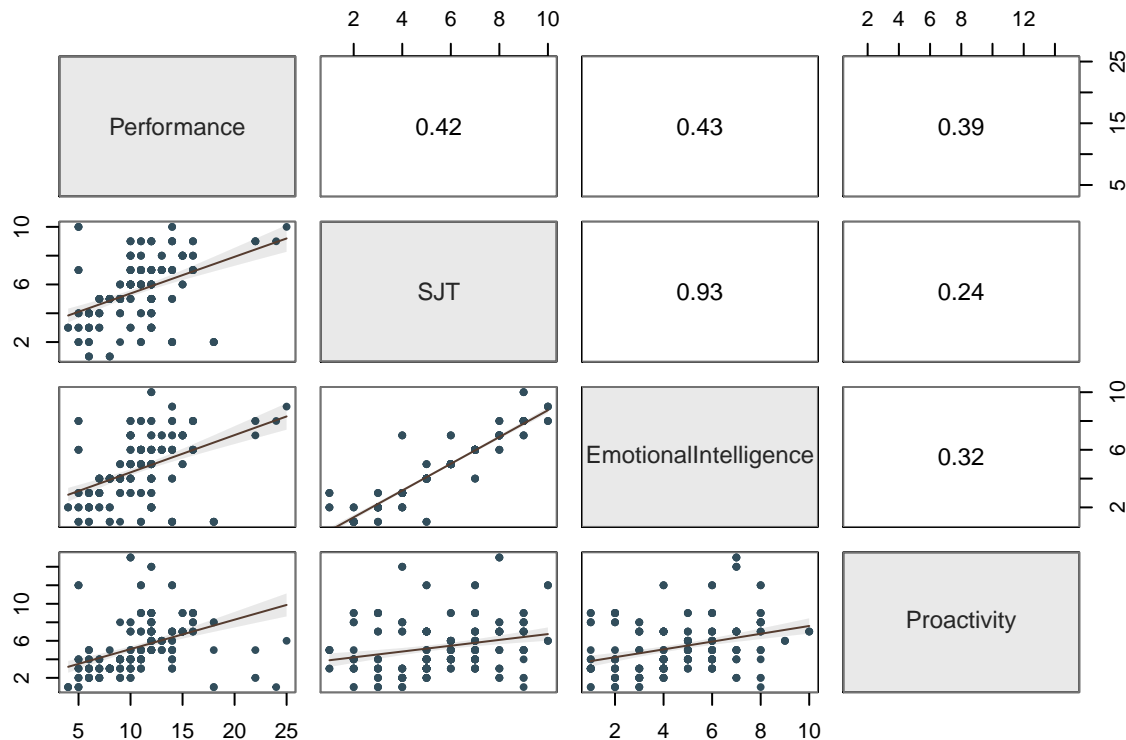 2 4 6 8 10
2 4 6 8 12
Performance
0.42
0.43
0.39
5 15 25
2 6 10
SJT
0.93
0.24
EmotionalIntelligence
0.32
2 6 10
2 6 10
Proactivity
5 10 15 20 25
2 4 6 8 10